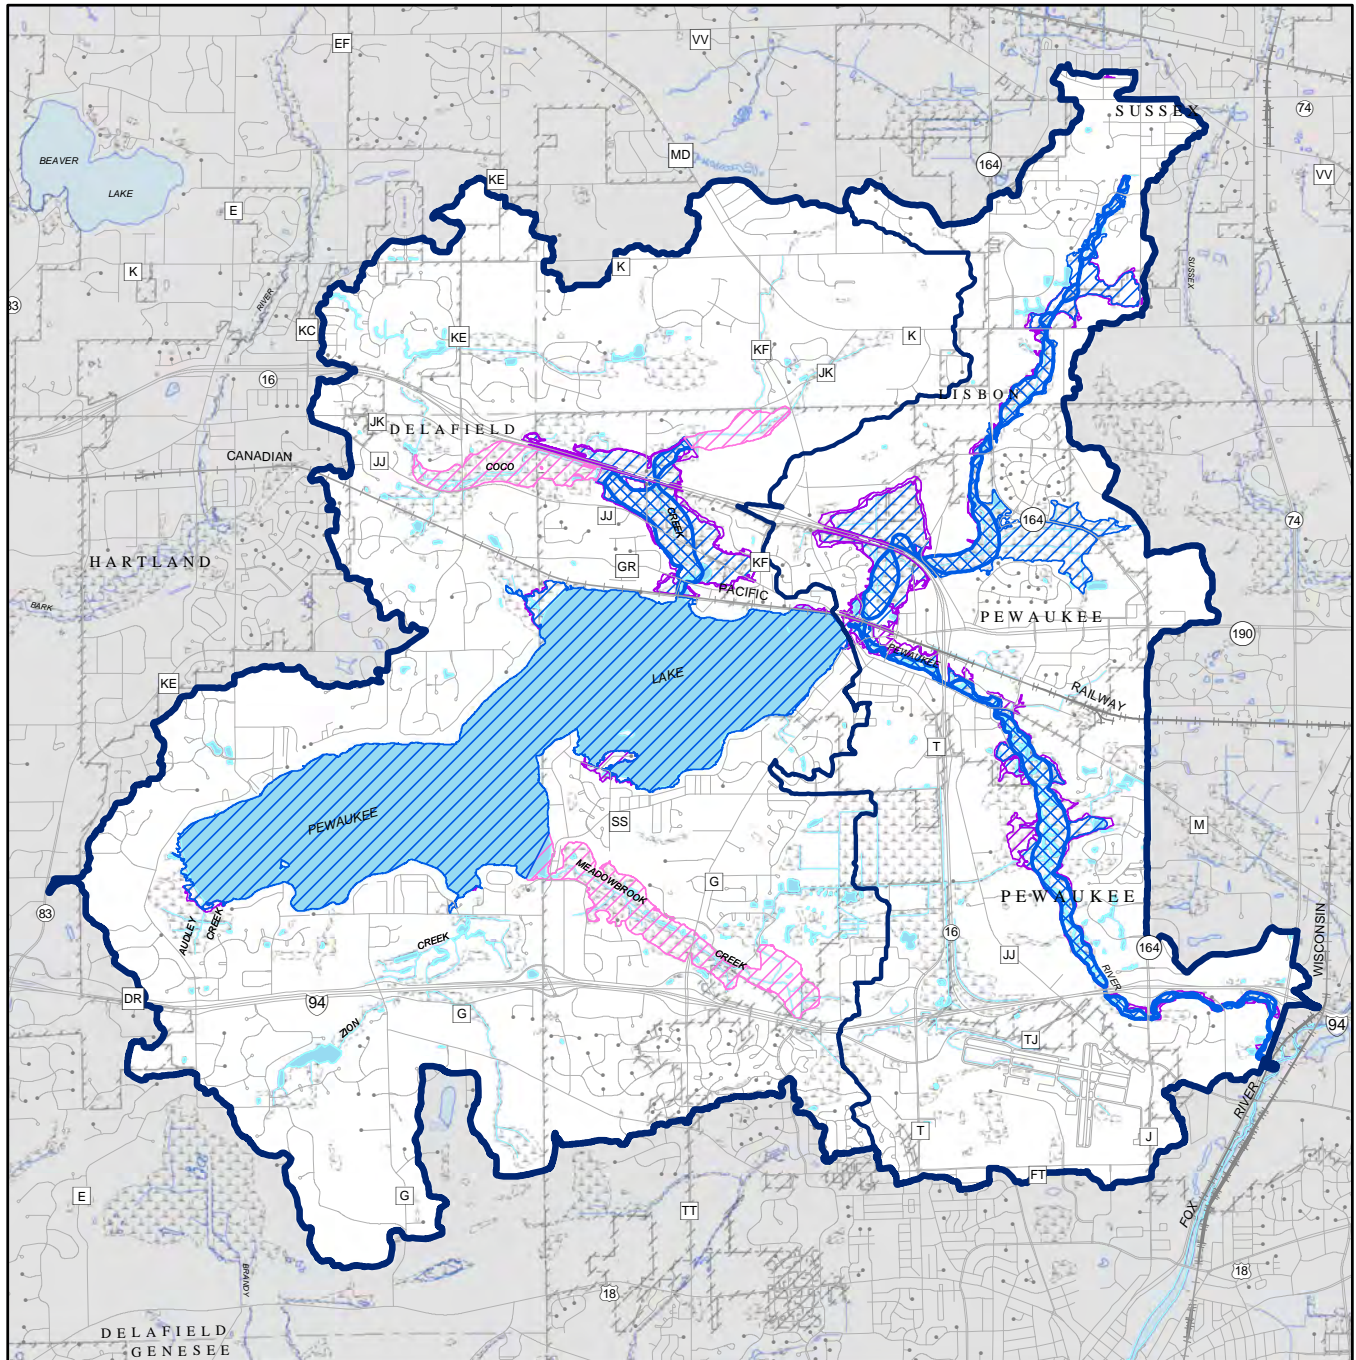 EF
VV
SUSSEX
74
BEAVER
LAKE
MD
164
KE
VV
E
K
K
SUSSEX
RIVER
83
KC
KE
KF
K
16
JK
LISBON
JK
DELAFIELD
CANADIAN
JJ
COCO
JJ
CREEK
164
74
HARTLAND
GR
KF
PACIFIC
BARK
PEWAUKEE
190
PEWAUKEE
LAKE
KE
RAILWAY
T
PEWAUKEE
SS
M
MEADOWBROOK
G
PEWAUKEE
83
AUDLEY
CREEK
CREEK
16
JJ
164
WISCONSIN
CREEK
RIVER
DR
94
G
ZION
TJ
94
RIVER
T
J
FT
E
G
TT
FOX
BRANDY
18
18
DELAFIELD
GENESEE